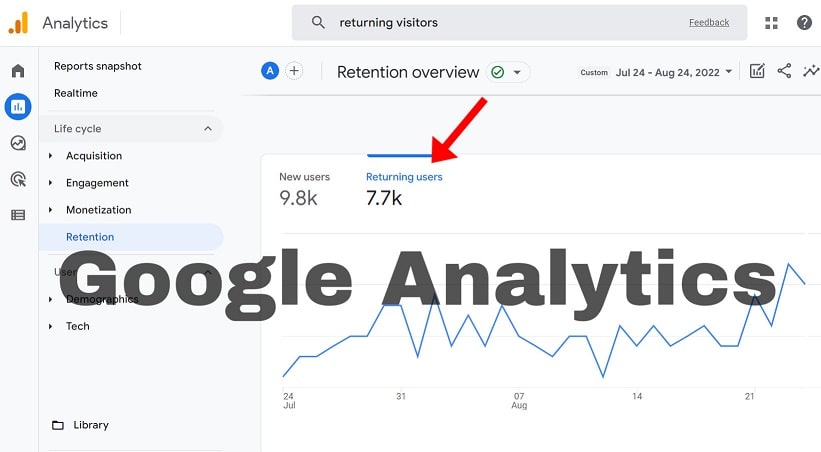 Analytics
returning visitors
Feedback
Reports snapshot
Realtime
Life cycle
Acquisition
Engagement
Monetization
Retention
User
Demographics
Tech
Library
A
Retention overview
Custom Jul 24 - Aug 24, 2022
New users
9.8k
Returning users
7.7k
Google Analytics
24 Jul
31
07 Aug
14
21